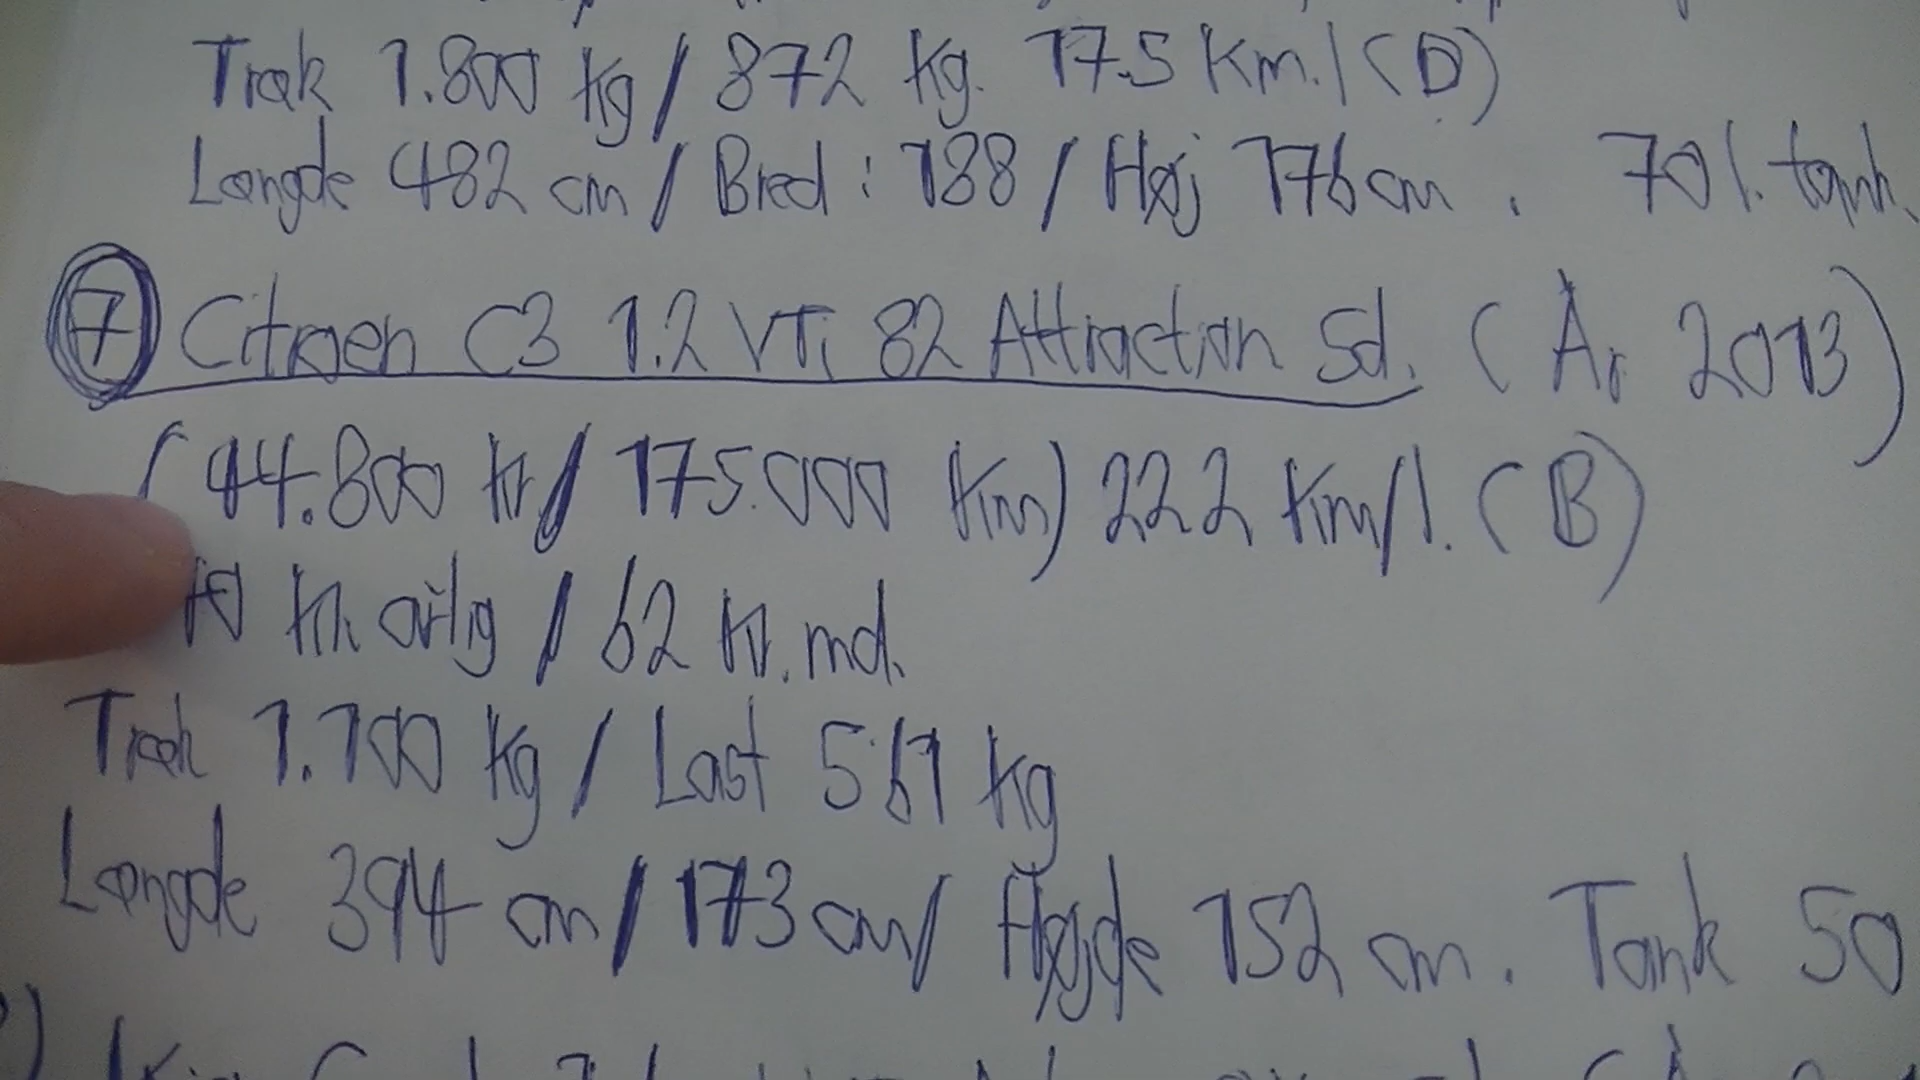 Træk 1.800 kg / 872 kg. 17.5 Km./ (D)
Længde 482 cm / Bred : 188 / Høj 176 cm . 70 l. tank
7 Citroen C3 1.2 VTi 82 Attraction 5d. (År 2013)
(44.800 kr / 175.000 Km) 22.2 Km/l. (B)
kr. årlig / 62 kr. md.
Træk 1.100 kg / Last 561 kg
Længde 394 cm / 173 cm / Højde 152 cm. Tank 50